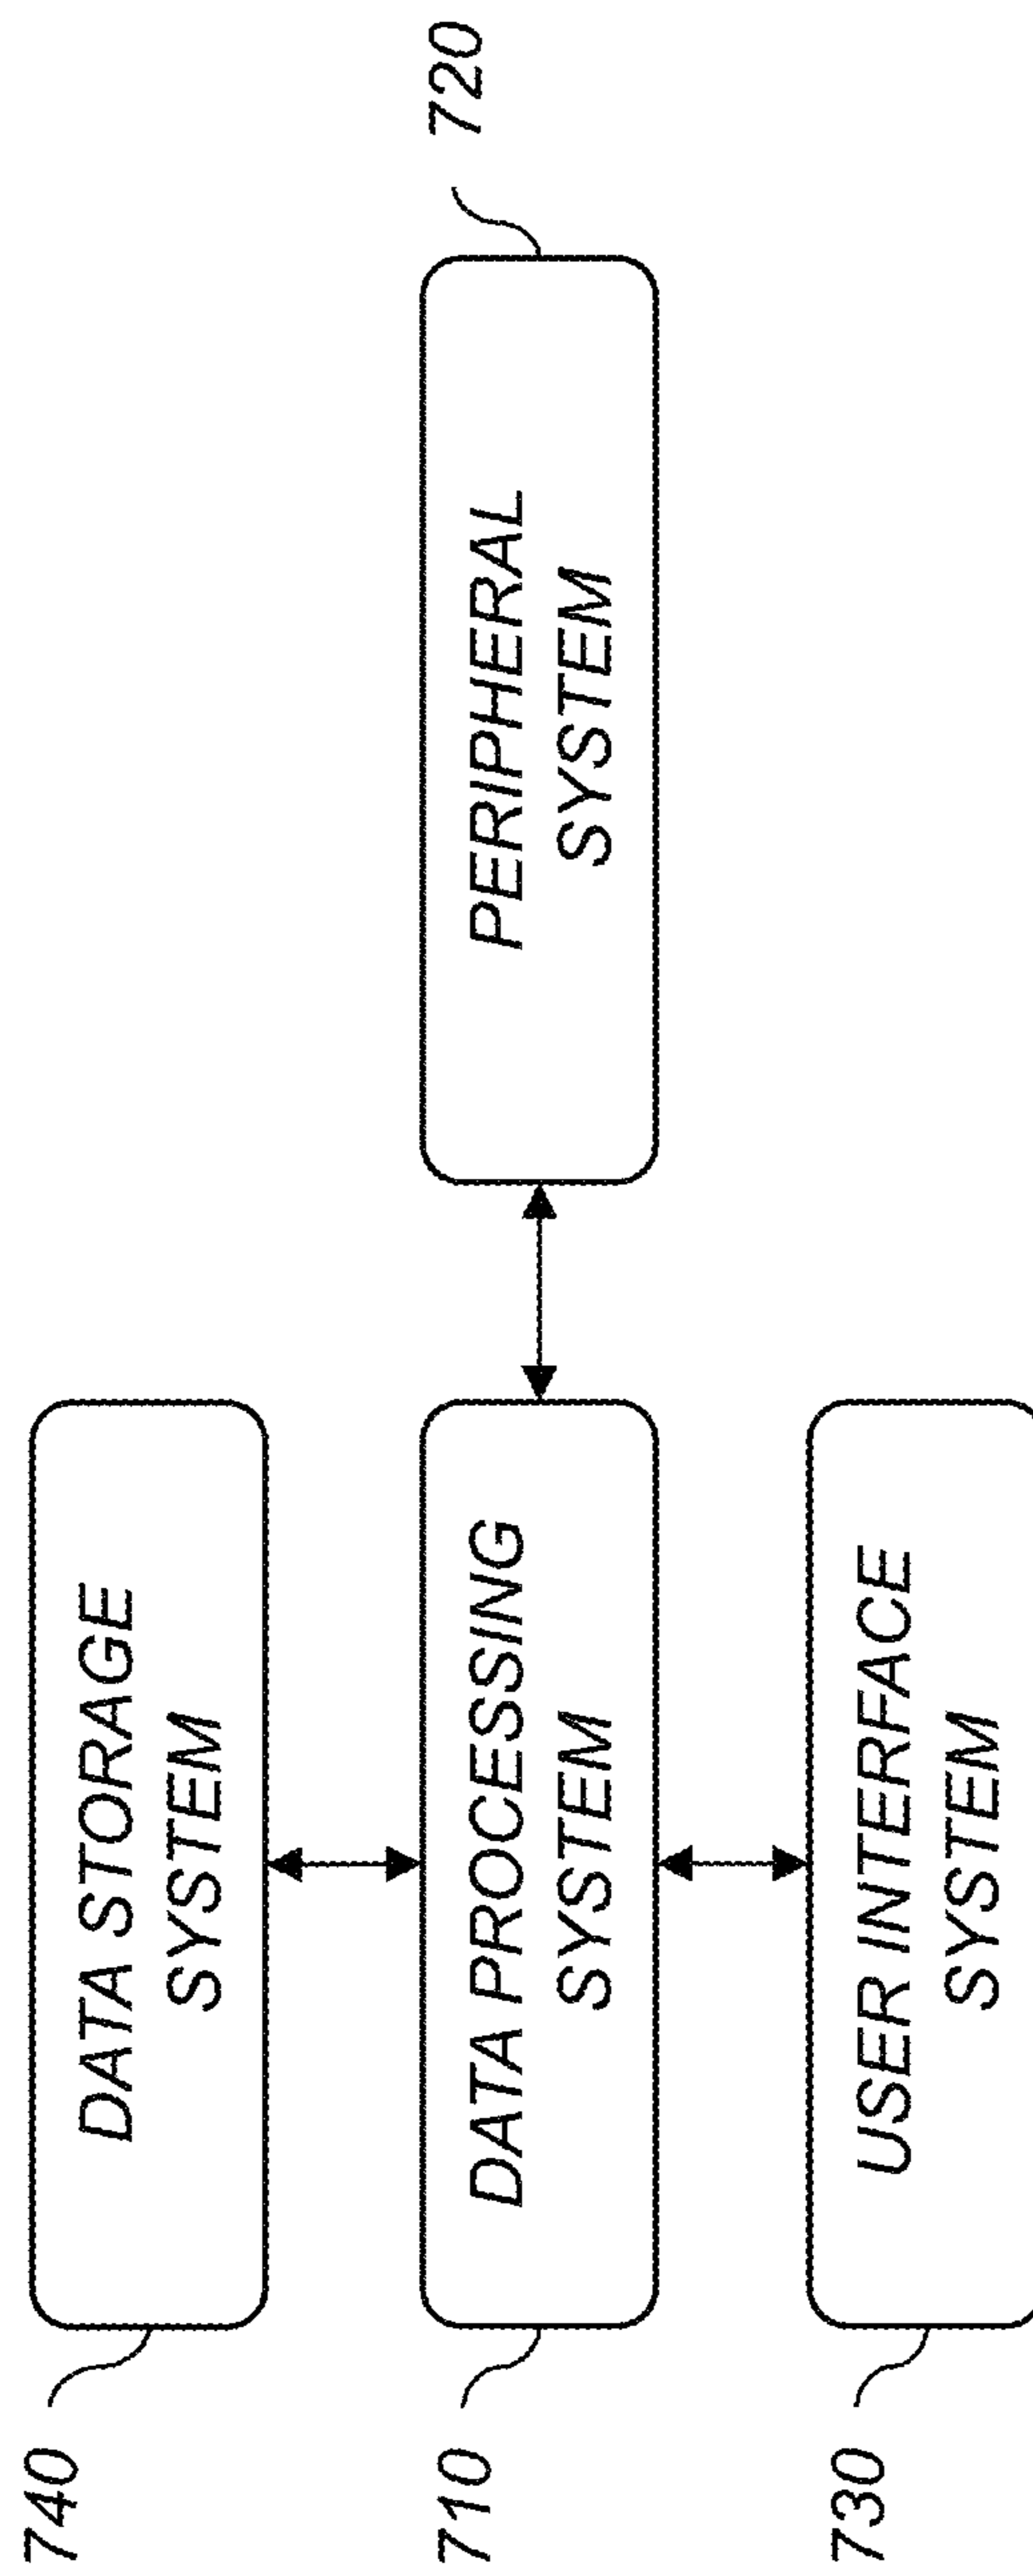 740
DATA STORAGE
SYSTEM
710
DATA PROCESSING
SYSTEM
PERIPHERAL
SYSTEM
720
730
USER INTERFACE
SYSTEM